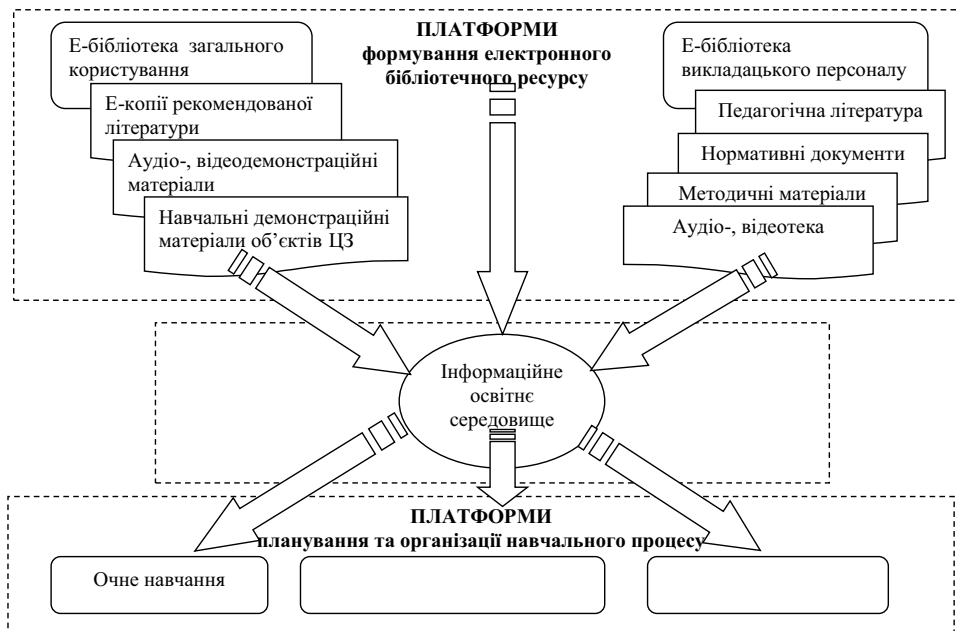 ПЛАТФОРМИ
формування електронного
бібліотечного ресурсу
Е-бібліотека загального
користування
Е-копії рекомендованої
літератури
Аудіо-, відеодемонстраційні
матеріали
Навчальні демонстраційні
матеріали об’єктів ЦЗ
Е-бібліотека
викладацького персоналу
Педагогічна література
Нормативні документи
Методичні матеріали
Аудіо-, відеотека
Інформаційне
освітнє
середовище
ПЛАТФОРМИ
планування та організації навчального процесу
Очне навчання